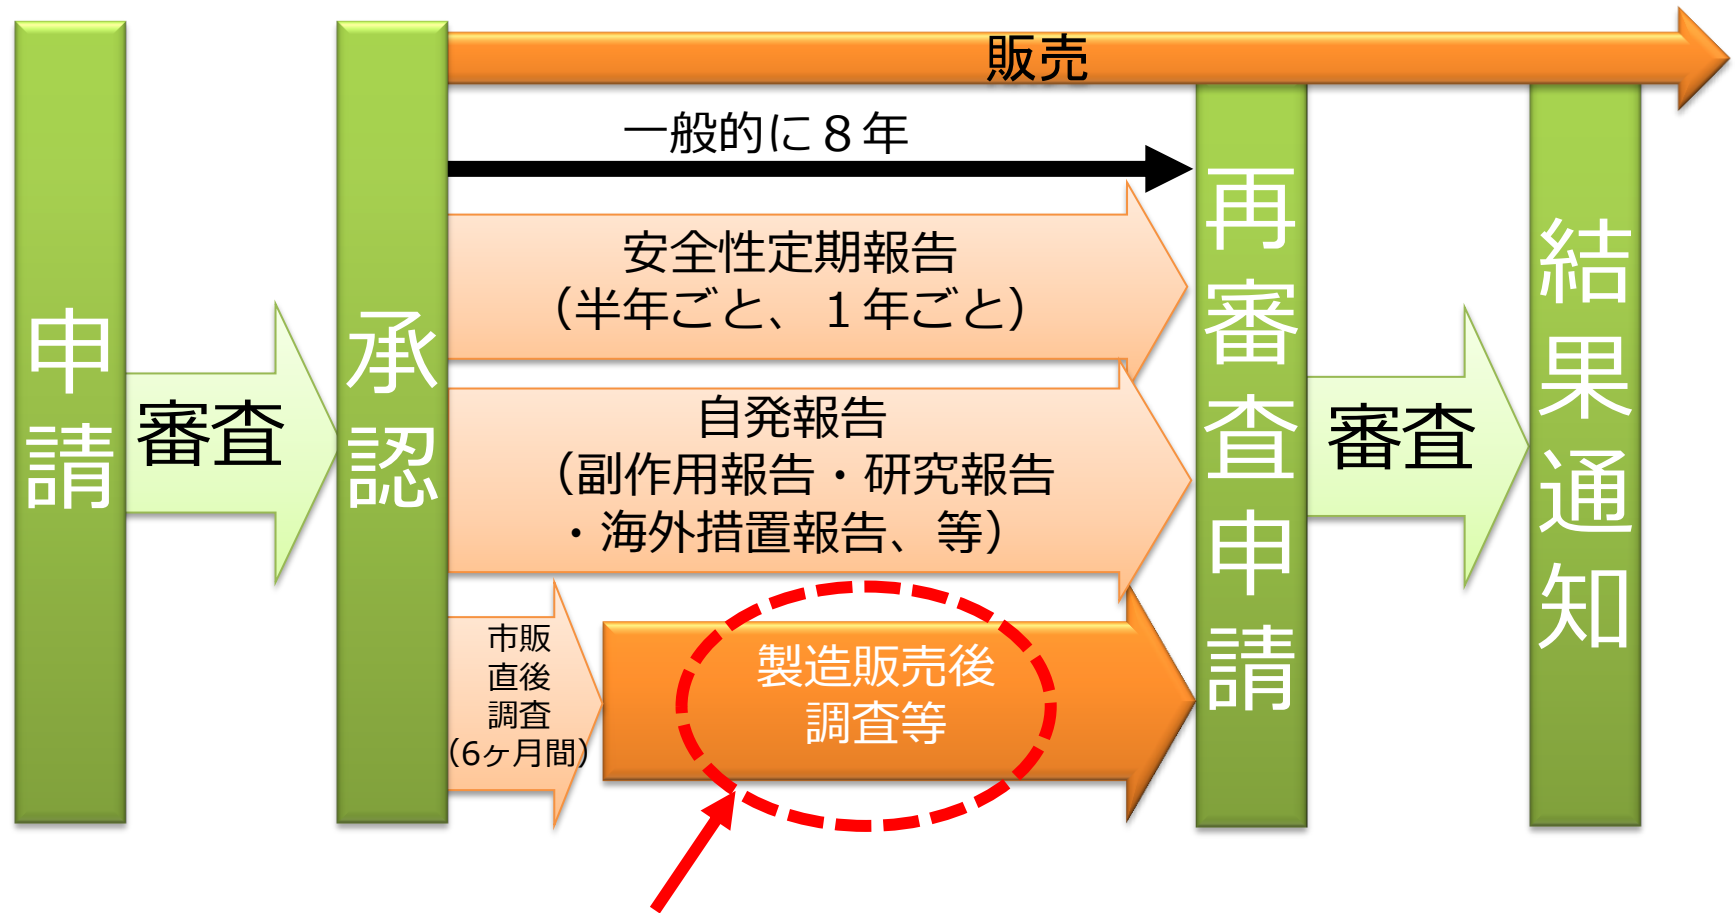 申請
審査
承認
販売
一般的に８年
安全性定期報告
（半年ごと、１年ごと）
自発報告
（副作用報告・研究報告
・海外措置報告、等）
市販
直後
調査
（6ヶ月間）
製造販売後
調査等
再審査申請
審査
結果通知